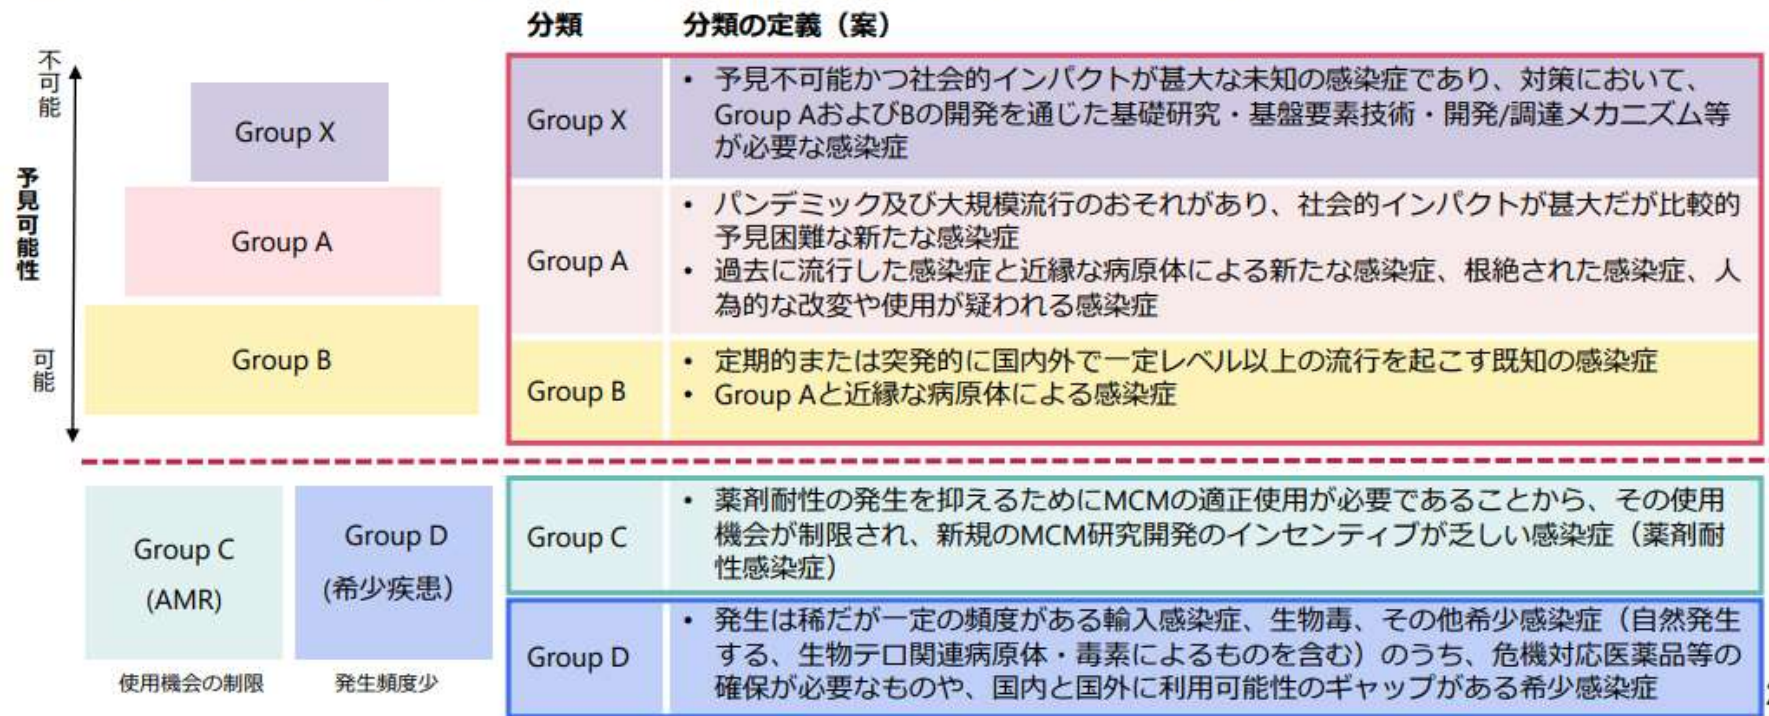 分類 分類の定義（案）
不可能
予見可能性
可能
Group X
Group A
Group B
Group X
• 予見不可能かつ社会的インパクトが甚大な未知の感染症であり、対策において、
Group AおよびBの開発を通じた基礎研究・基盤要素技術・開発/調達メカニズム等
が必要な感染症
Group A
• パンデミック及び大規模流行のおそれがあり、社会的インパクトが甚大だが比較的
予見困難な新たな感染症
• 過去に流行した感染症と近縁な病原体による新たな感染症、根絶された感染症、人
為的な改変や使用が疑われる感染症
Group B
• 定期的または突発的に国内外で一定レベル以上の流行を起こす既知の感染症
• Group Aと近縁な病原体による感染症
Group C
(AMR)
使用機会の制限
Group D
(希少疾患）
発生頻度少
Group C
• 薬剤耐性の発生を抑えるためにMCMの適正使用が必要であることから、その使用
機会が制限され、新規のMCM研究開発のインセンティブが乏しい感染症（薬剤耐
性感染症）
Group D
• 発生は稀だが一定の頻度がある輸入感染症、生物毒、その他希少感染症（自然発生
する、生物テロ関連病原体・毒素によるものを含む）のうち、危機対応医薬品等の
確保が必要なものや、国内と国外に利用可能性のギャップがある希少感染症